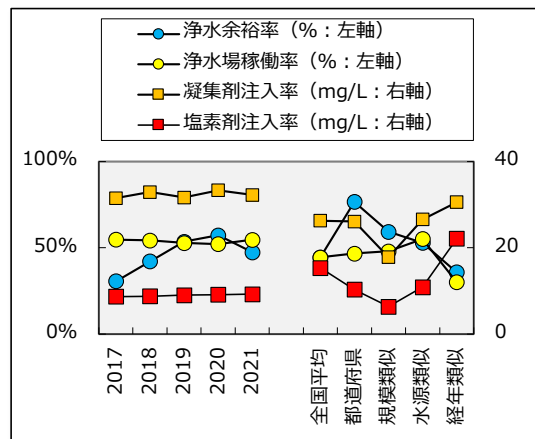 浄水余裕率（%：左軸）
浄水場稼働率（%：左軸）
凝集剤注入率（mg/L：右軸）
塩素剤注入率（mg/L：右軸）
100%
50%
0%
40
20
0
2017
2018
2019
2020
2021
全国平均
都道府県
規模類似
水源類似
経年類似